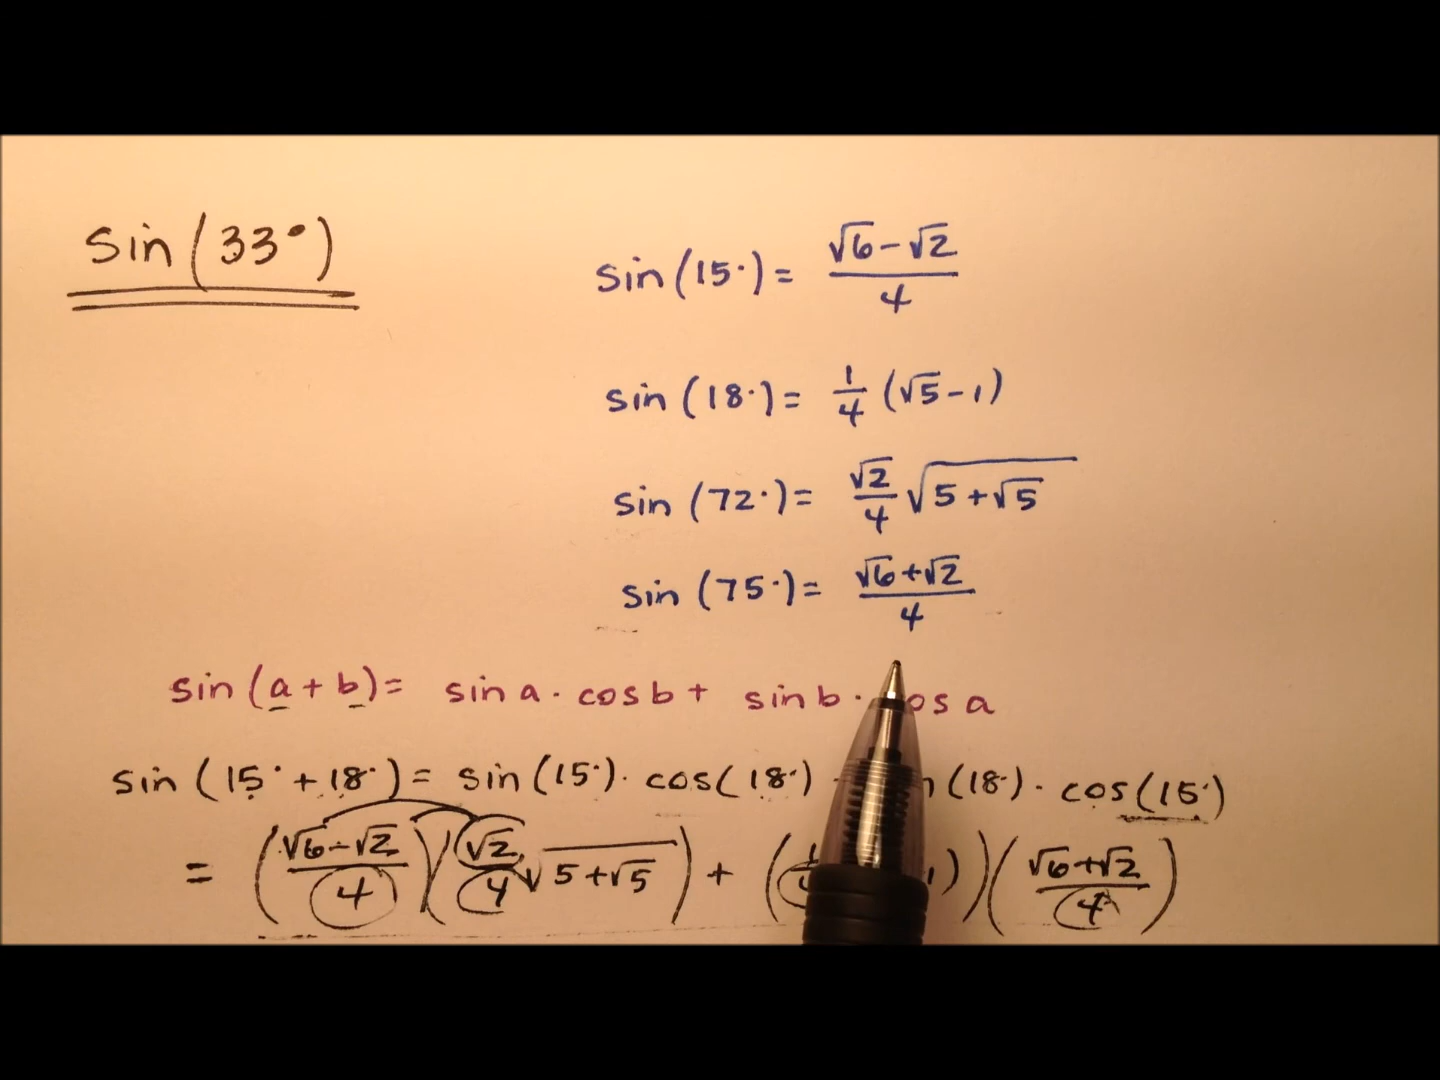 sin(33°)
sin(15°) = (√6 - √2)/4
sin(18°) = 1/4 (√5 - 1)
sin(72°) = √2/4 √(5 + √5)
sin(75°) = (√6 + √2)/4
sin(a + b) = sin a · cos b + sin b · cos a
sin(15° + 18°) = sin(15°) · cos(18°) (18°) · cos(15°)
= ((√6 - √2)/4)(√2/4 √(5 + √5)) + ( 1))((√6 + √2)/4)